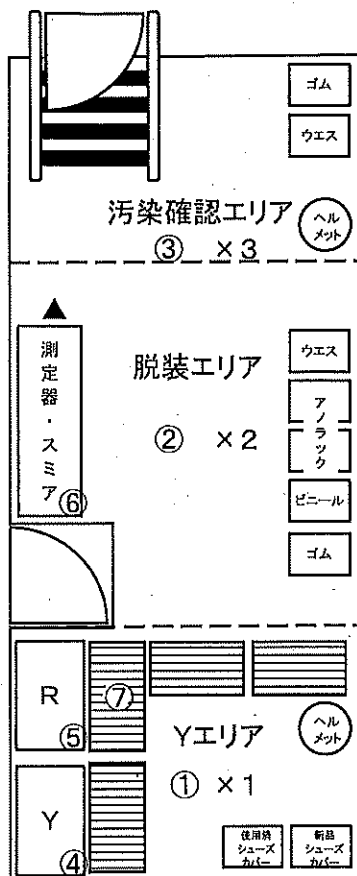 ゴム
ウエス
汚染確認エリア
ヘル
メット
③ ×3
測定器・スミア
⑥
脱装エリア
② ×2
ウエス
アノラック
ビニール
ゴム
R
⑤
⑦
Yエリア
ヘル
メット
① ×1
Y
④
使用済
シューズ
カバー
新品
シューズ
カバー